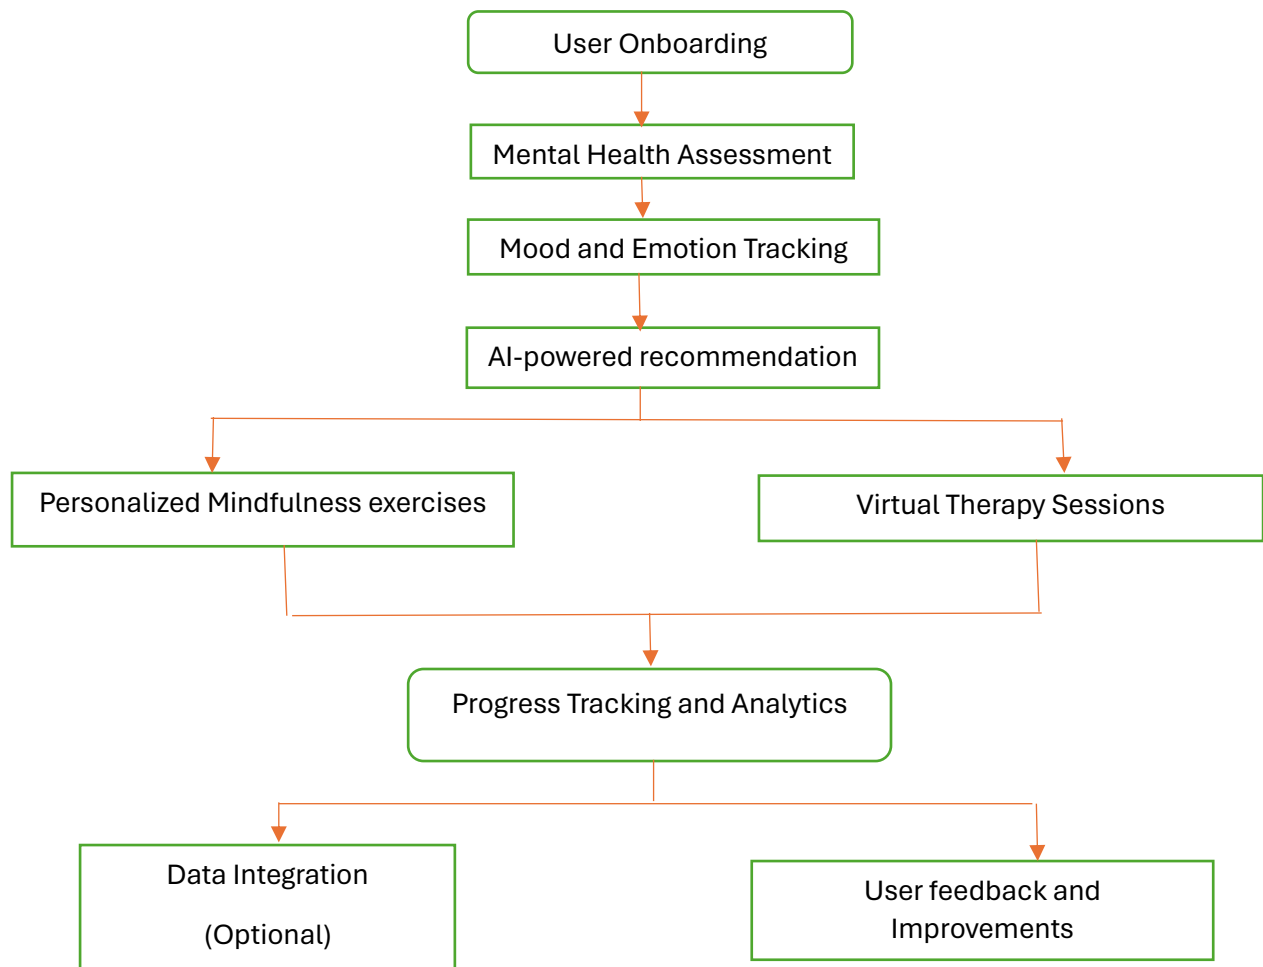 User Onboarding
Mental Health Assessment
Mood and Emotion Tracking
AI-powered recommendation
Personalized Mindfulness exercises
Virtual Therapy Sessions
Progress Tracking and Analytics
Data Integration
(Optional)
User feedback and
Improvements